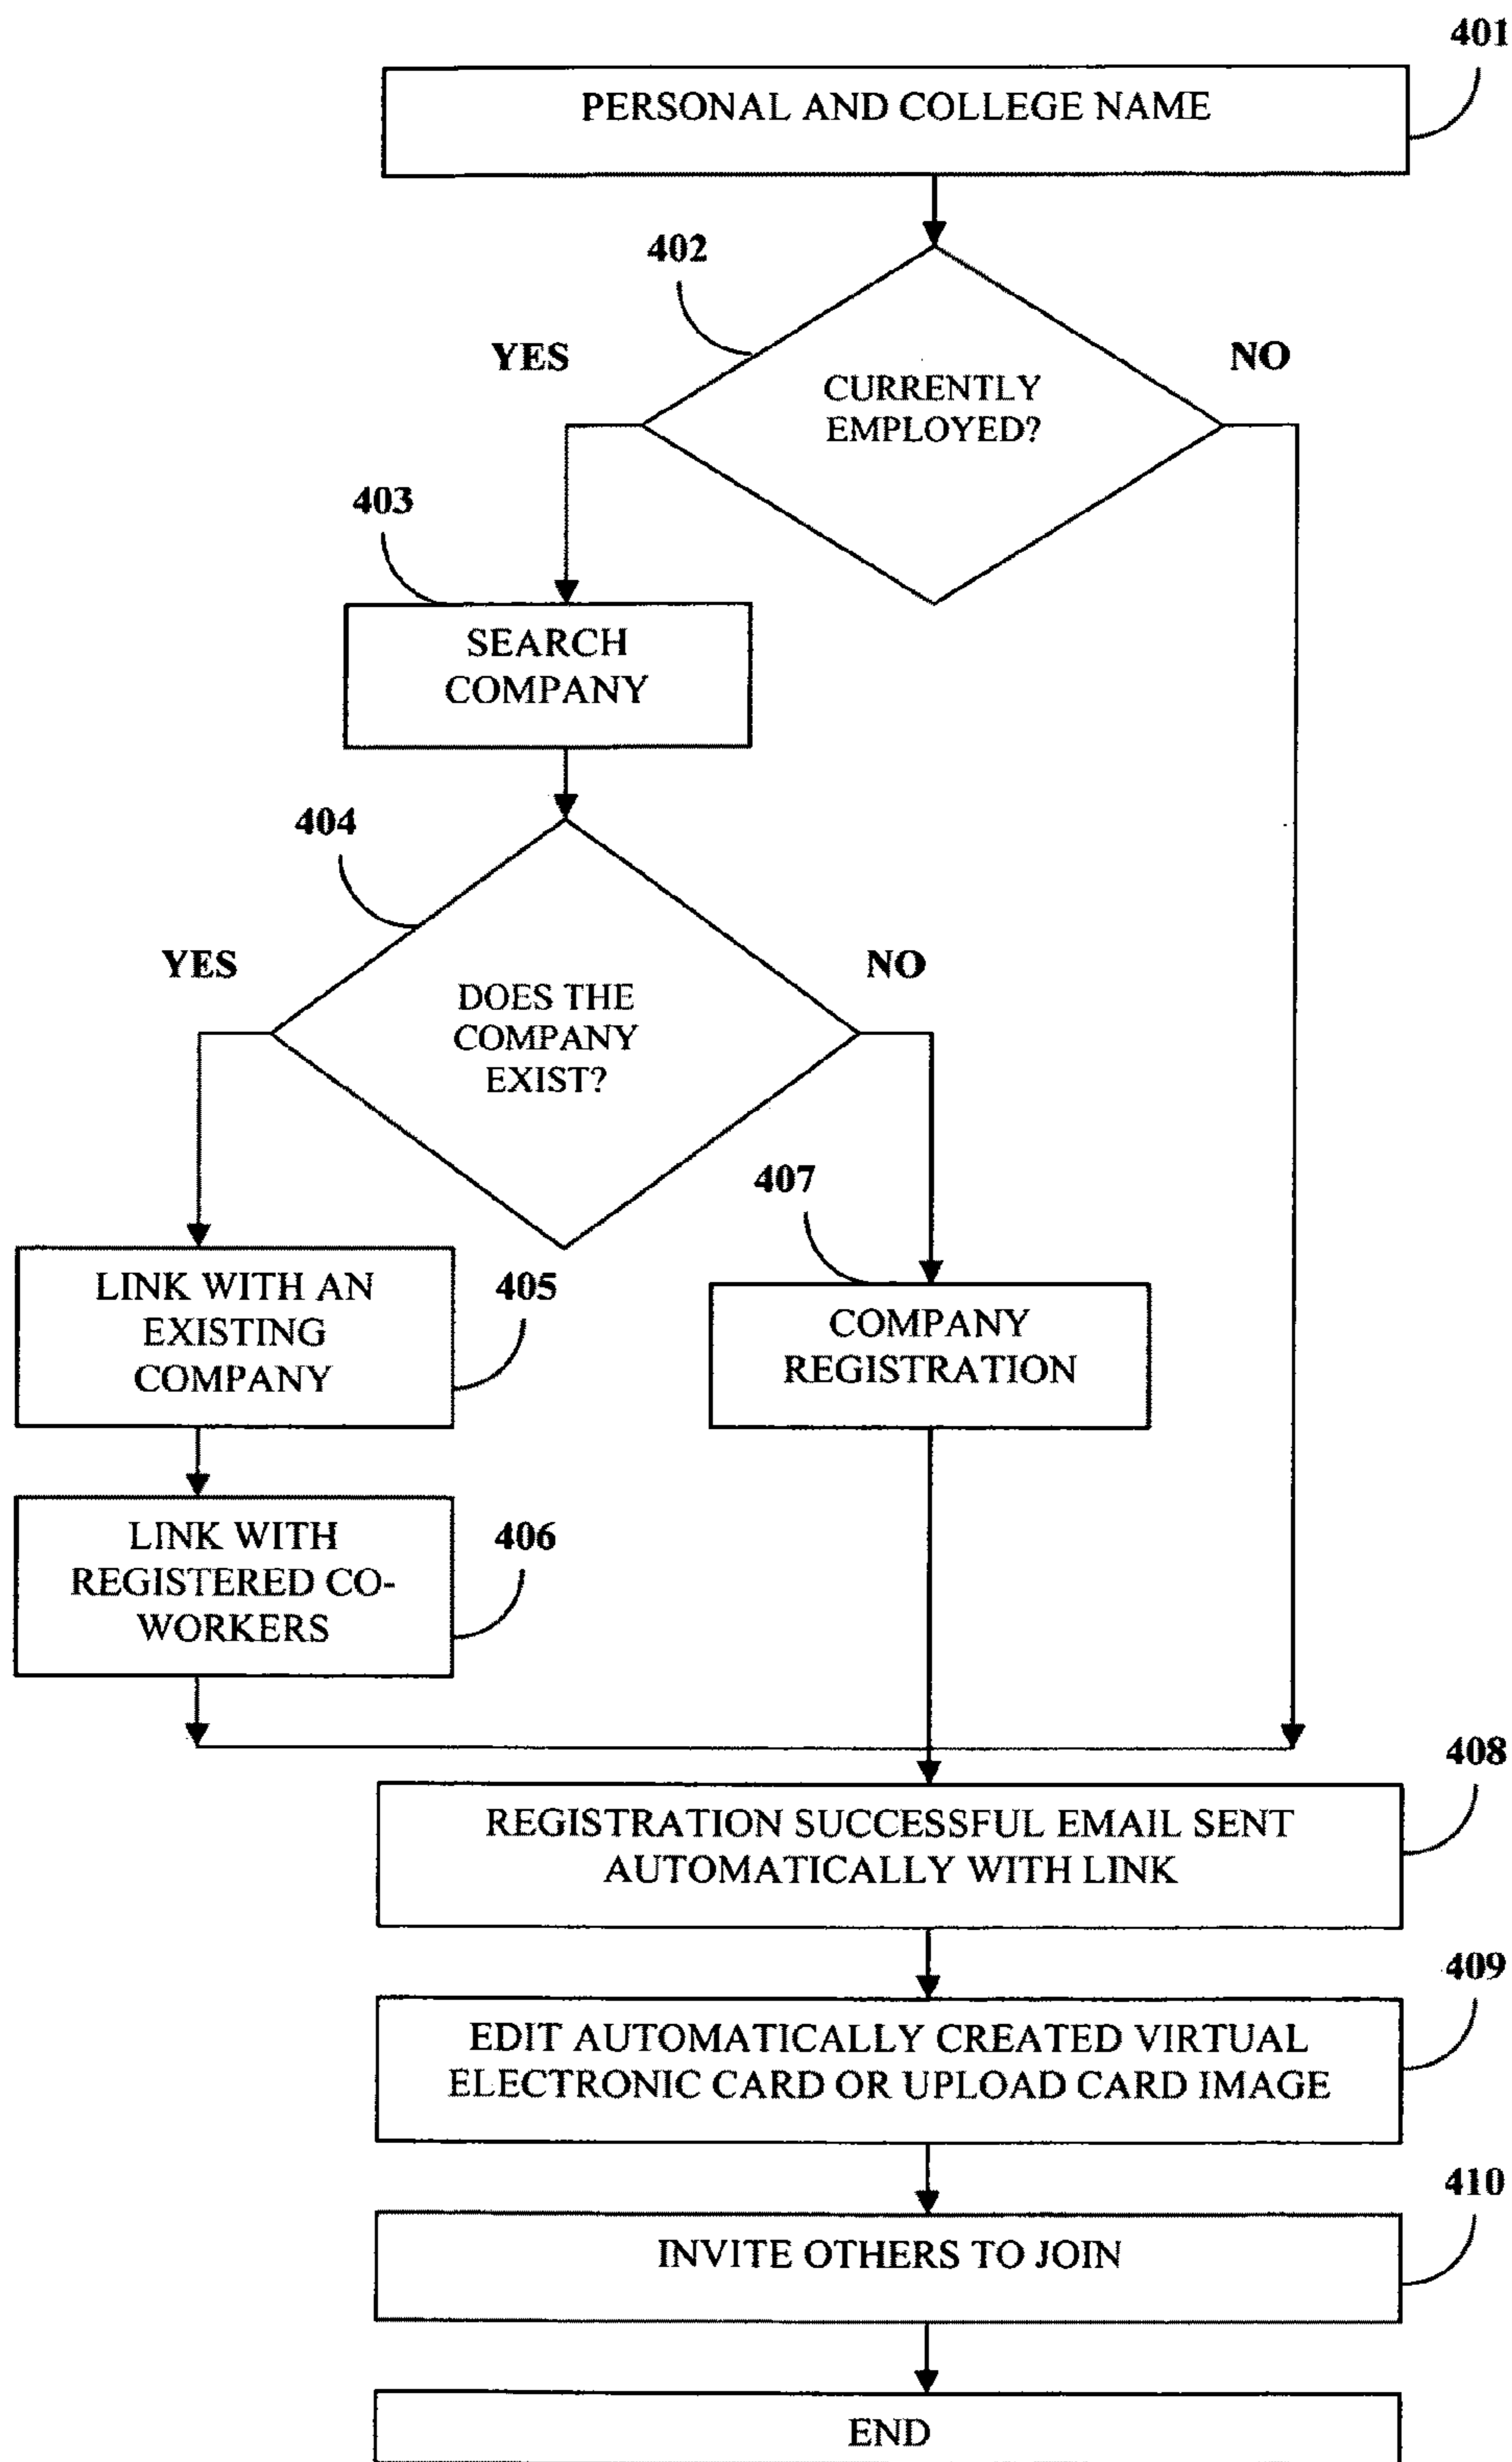 401
PERSONAL AND COLLEGE NAME
402
YES
NO
CURRENTLY
EMPLOYED?
403
SEARCH
COMPANY
404
YES
NO
DOES THE
COMPANY
EXIST?
407
LINK WITH AN
EXISTING
COMPANY
405
COMPANY
REGISTRATION
LINK WITH
REGISTERED CO-
WORKERS
406
408
REGISTRATION SUCCESSFUL EMAIL SENT
AUTOMATICALLY WITH LINK
409
EDIT AUTOMATICALLY CREATED VIRTUAL
ELECTRONIC CARD OR UPLOAD CARD IMAGE
410
INVITE OTHERS TO JOIN
END